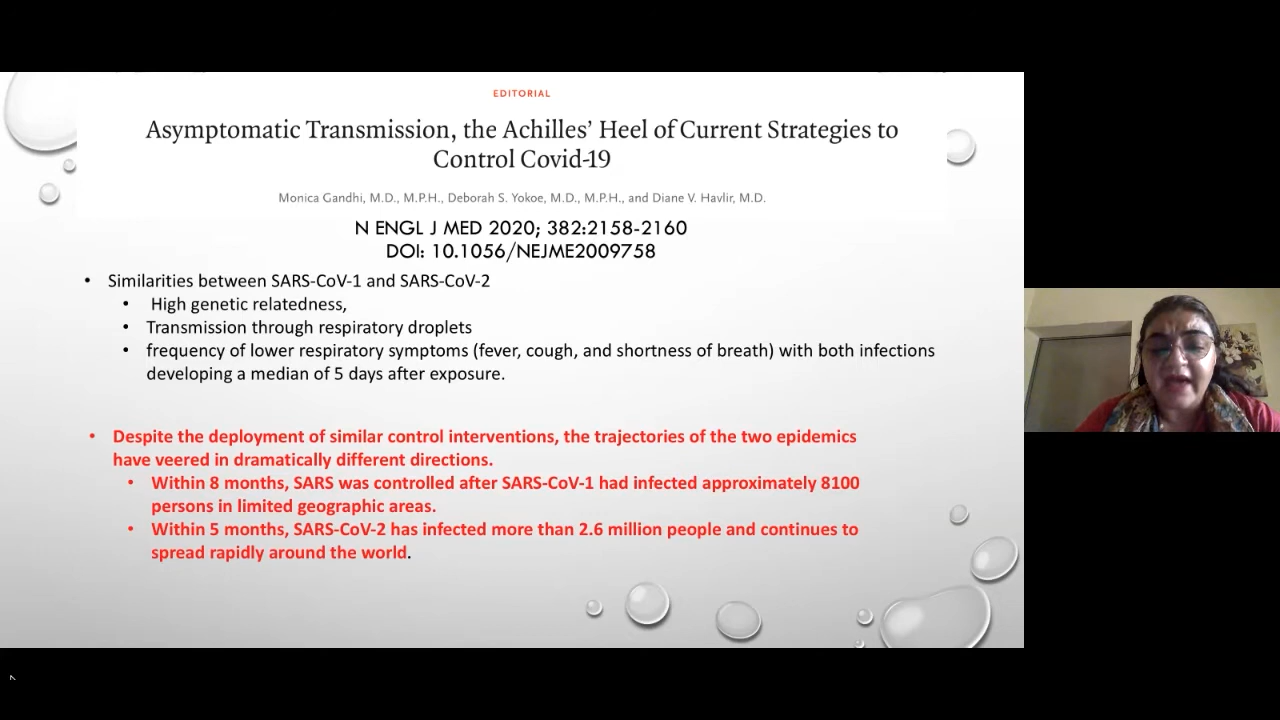 EDITORIAL
Asymptomatic Transmission, the Achilles’ Heel of Current Strategies to
Control Covid-19
Monica Gandhi, M.D., M.P.H., Deborah S. Yokoe, M.D., M.P.H., and Diane V. Havlir, M.D.
N ENGL J MED 2020; 382:2158-2160
DOI: 10.1056/NEJME2009758
• Similarities between SARS-CoV-1 and SARS-CoV-2
• High genetic relatedness,
• Transmission through respiratory droplets
• frequency of lower respiratory symptoms (fever, cough, and shortness of breath) with both infections
developing a median of 5 days after exposure.
• Despite the deployment of similar control interventions, the trajectories of the two epidemics
have veered in dramatically different directions.
• Within 8 months, SARS was controlled after SARS-CoV-1 had infected approximately 8100
persons in limited geographic areas.
• Within 5 months, SARS-CoV-2 has infected more than 2.6 million people and continues to
spread rapidly around the world.